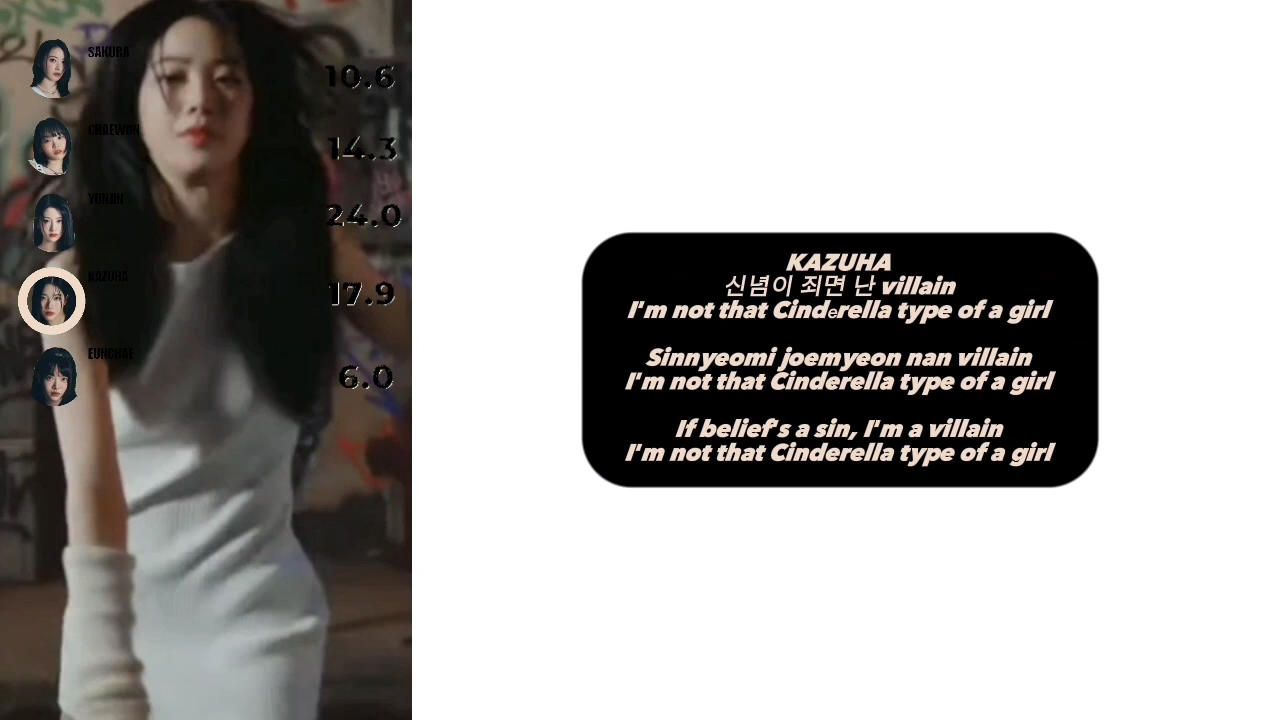 SAKURA
10.6
CHAEWON
14.3
YUNJIN
24.0
KAZUHA
17.9
EUNCHAE
6.0
KAZUHA
신념이 죄면 난 villain
I'm not that Cinderella type of a girl
Sinnyeomi joemyeon nan villain
I'm not that Cinderella type of a girl
If belief's a sin, I'm a villain
I'm not that Cinderella type of a girl